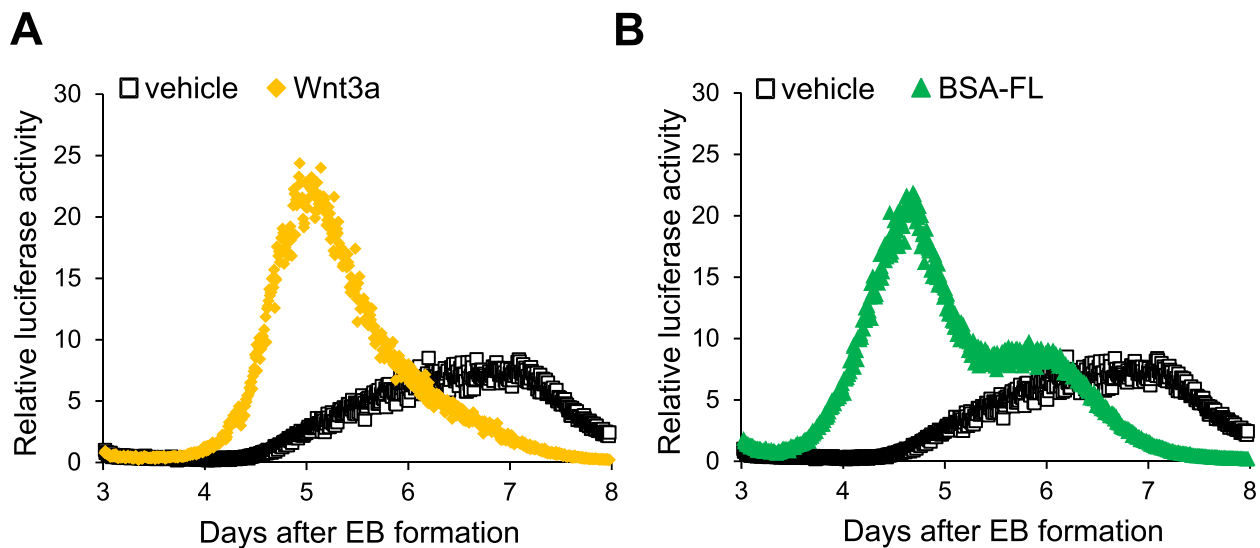 A
vehicle Wnt3a
Relative luciferase activity
30
25
20
15
10
5
0
3 4 5 6 7 8
Days after EB formation
B
vehicle BSA-FL
Relative luciferase activity
30
25
20
15
10
5
0
3 4 5 6 7 8
Days after EB formation